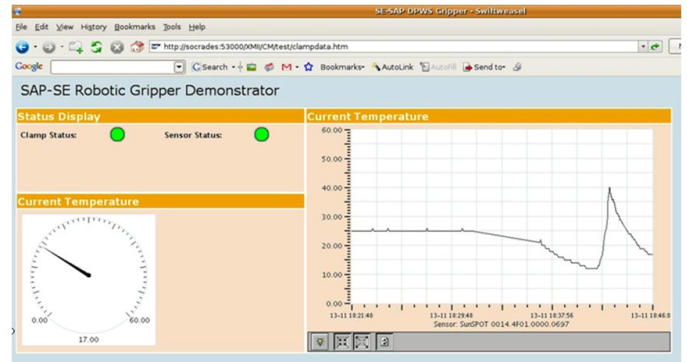 SE-SAP DPWS Gripper - Swiftweasel
File Edit View History Bookmarks Tools Help
http://socrades:53000/XMII/CM/test/clampdata.htm
Google Search Bookmarks AutoLink AutoFill Send to
SAP-SE Robotic Gripper Demonstrator
Status Display
Clamp Status: Sensor Status:
Current Temperature
0.00 60.00
17.00
Current Temperature
60.00
50.00
40.00
30.00
20.00
10.00
0.00
13-11 18:21:48 13-11 18:29:48 13-11 18:37:56 13-11 18:46:0
Sensor: SunSPOT 0014.4F01.0000.0697